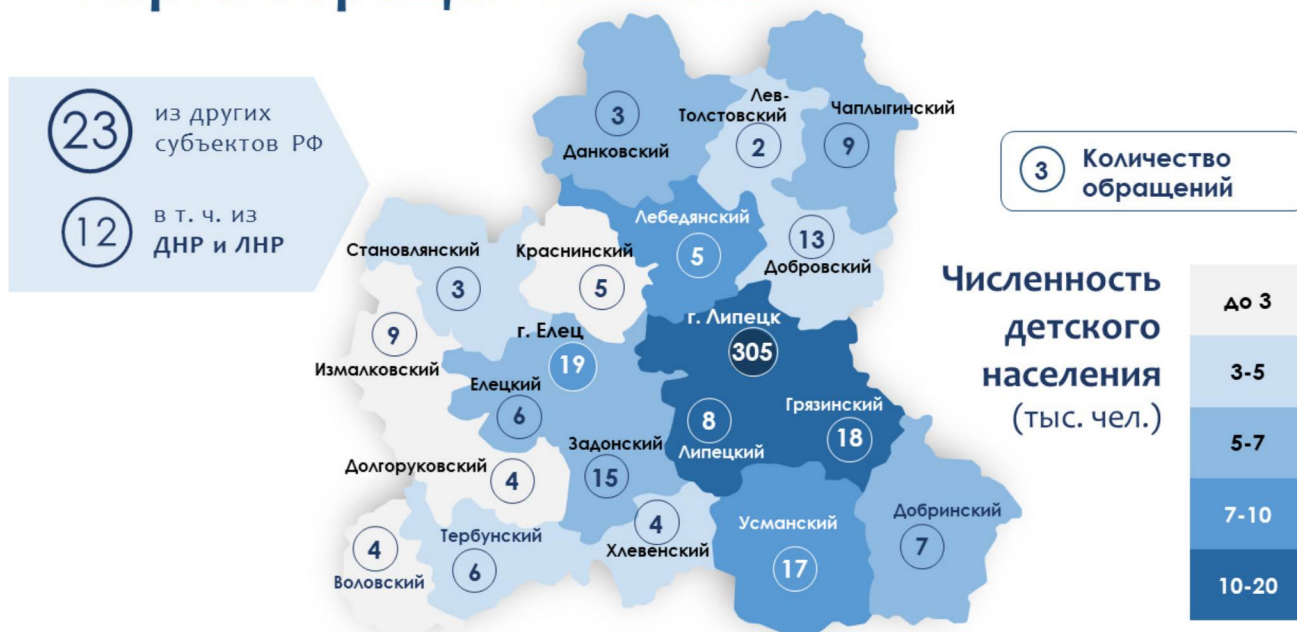 23
из других
субъектов РФ
12
в т. ч. из
ДНР и ЛНР
3
Данковский
Лев-
Толстовский
2
Чаплыгинский
9
3
Количество
обращений
Лебедянский
5
13
Добровский
Становлянский
3
Краснинский
5
9
Измалковский
г. Елец
19
Елецкий
6
г. Липецк
305
8
Липецкий
Грязинский
18
Долгоруковский
4
Задонский
15
4
Воловский
Тербунский
6
4
Хлевенский
Усманский
17
Добринский
7
Численность
детского
населения
(тыс. чел.)
до 3
3-5
5-7
7-10
10-20